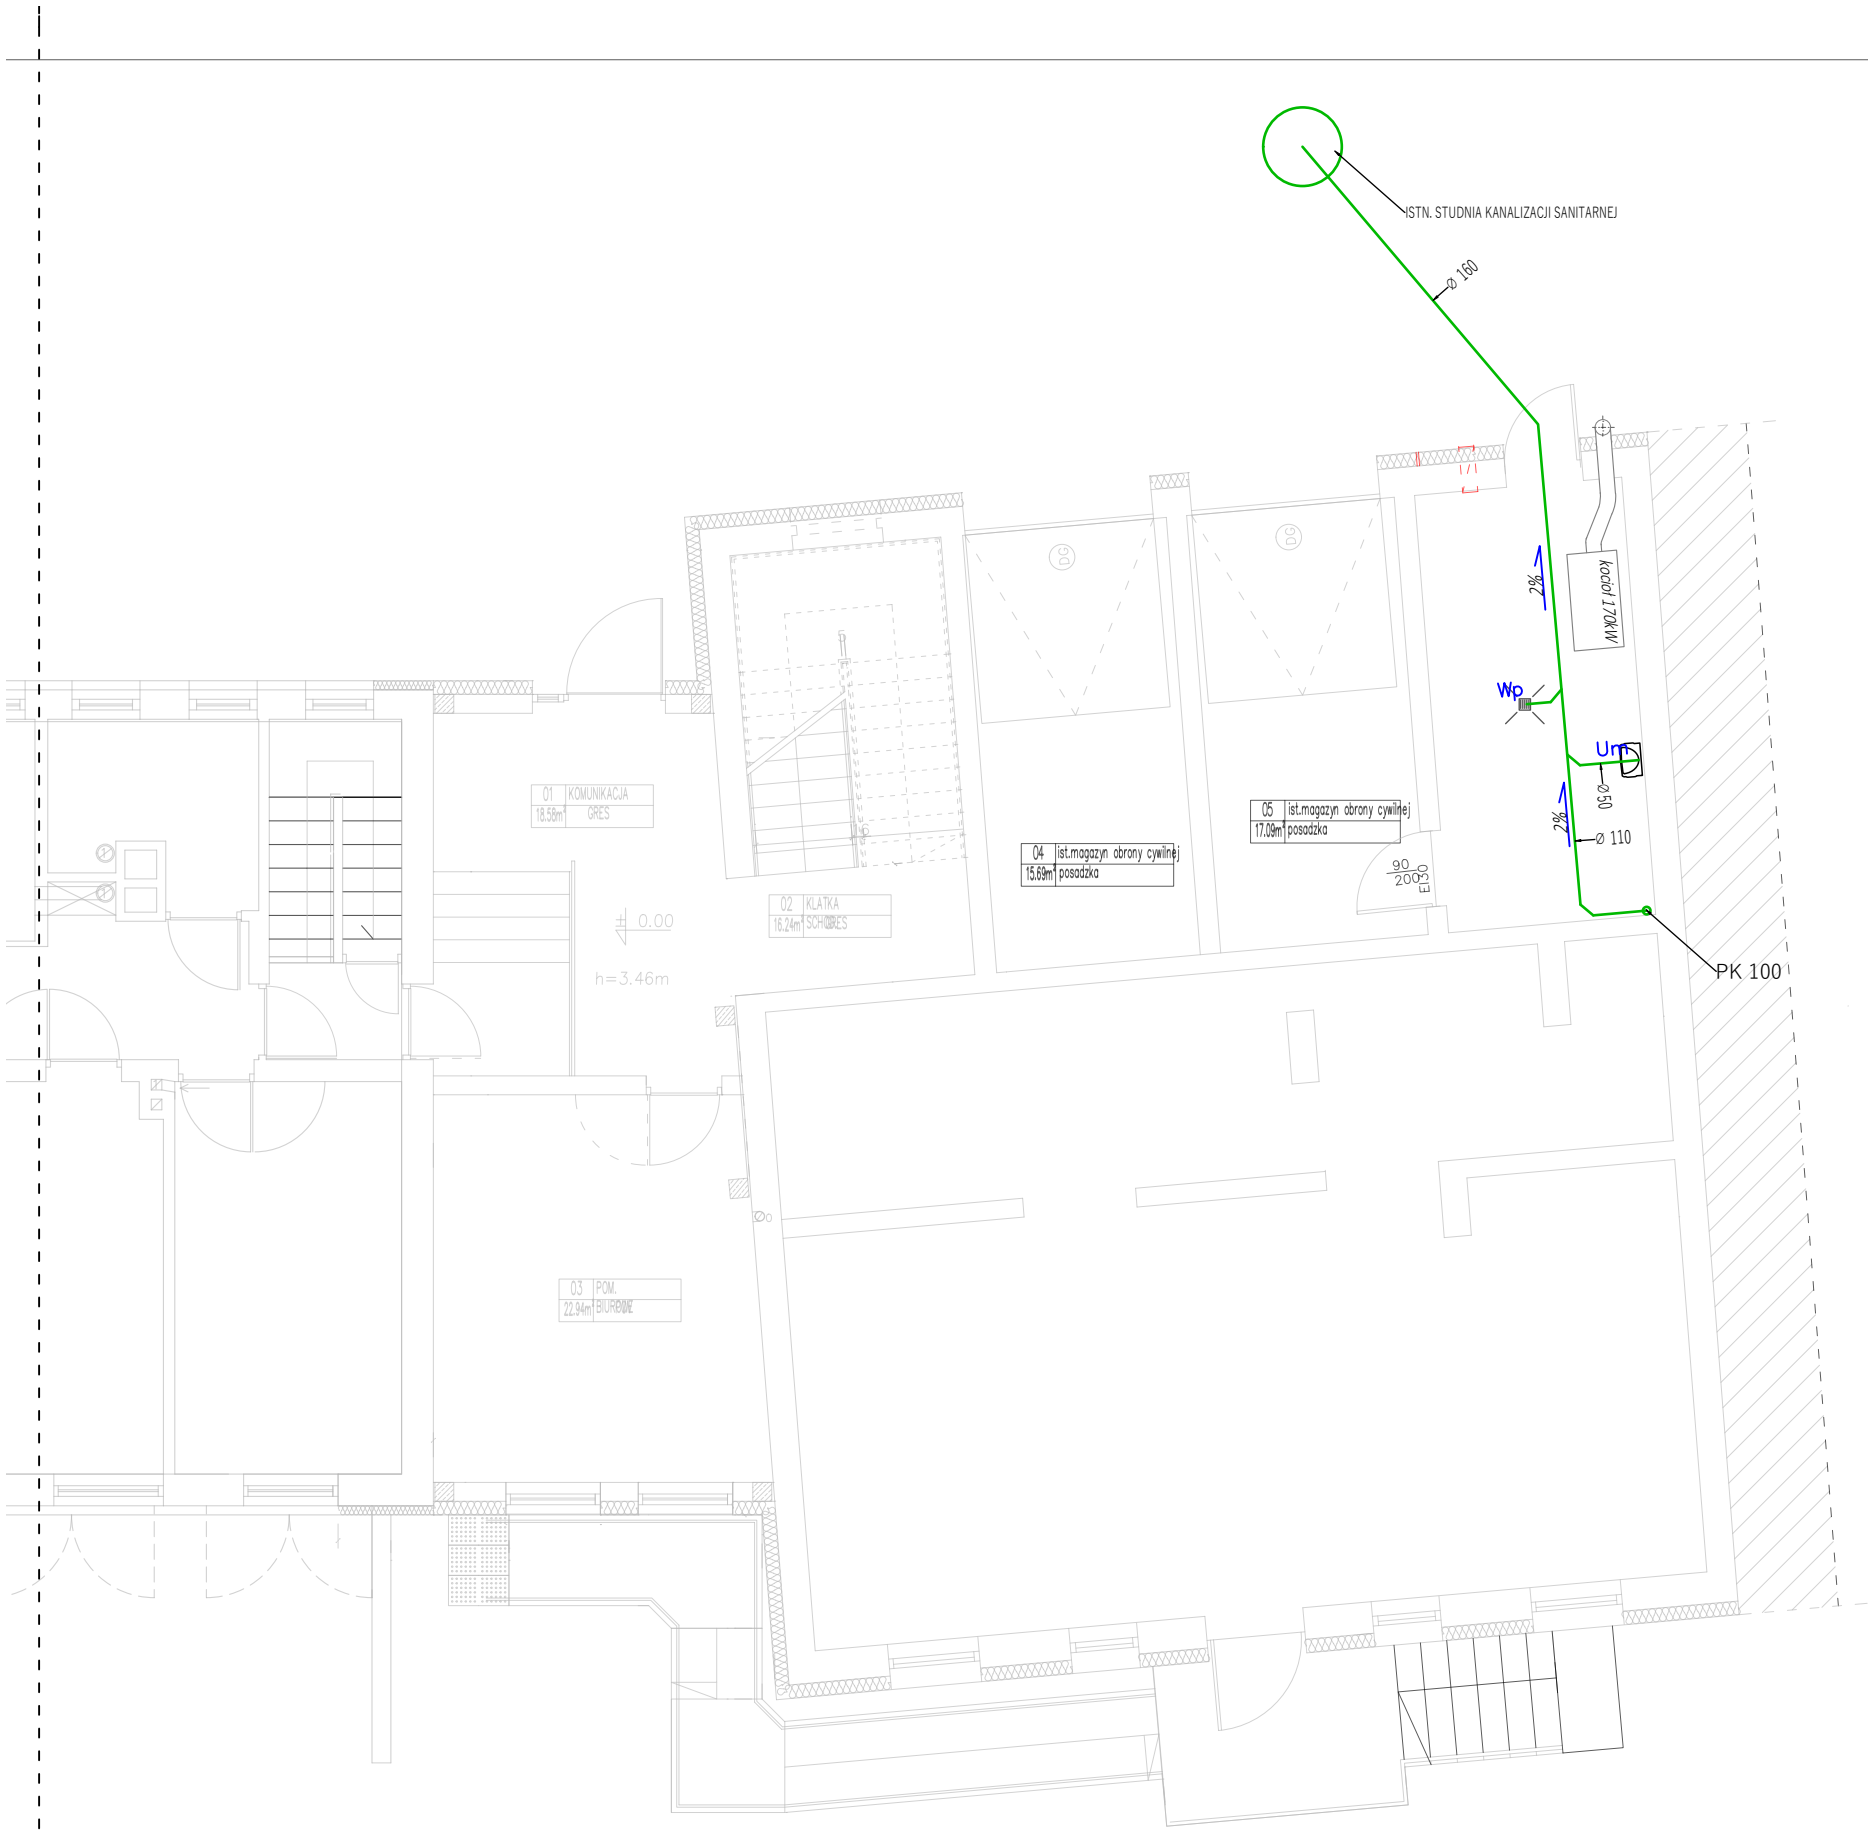 ISTN. STUDNIA KANALIZACJI SANITARNEJ
Ø 160
DG
DG
kocioł 170kW
2%
Wp
Um
Ø50
2%
Ø 110
01 KOMUNIKACJA
18.58m² GRES
05 ist.magazyn obrony cywilnej
17.09m² posadzka
04 ist.magazyn obrony cywilnej
15.69m² posadzka
90
200
EI30
02 KLATKA
16.24m²
± 0.00
h=3.46m
PK 100
03 POM.
22.94m²